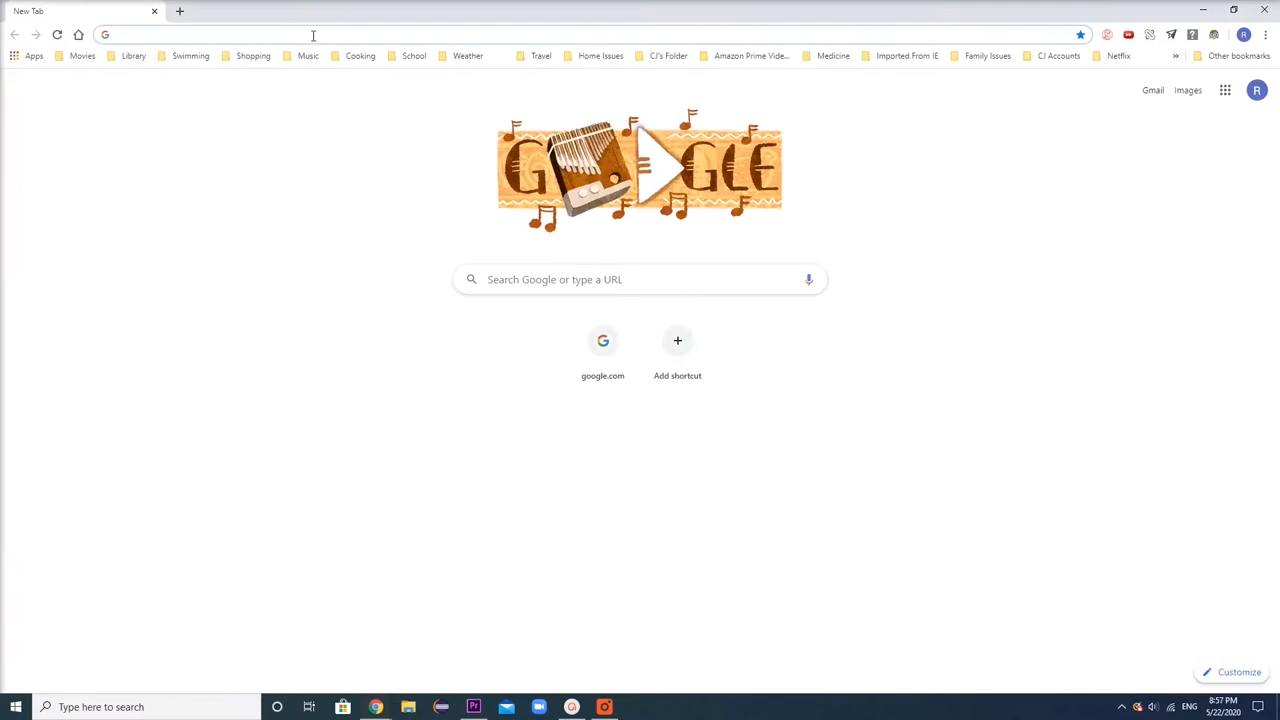 New Tab
Apps Movies Library Swimming Shopping Music Cooking School Weather Travel Home Issues CJ's Folder Amazon Prime Vide... Medicine Imported From IE Family Issues CJ Accounts Netflix » Other bookmarks
Gmail Images R
GOOGLE
Search Google or type a URL
google.com Add shortcut
Customize
Type here to search
ENG
8:57 PM
5/22/2020